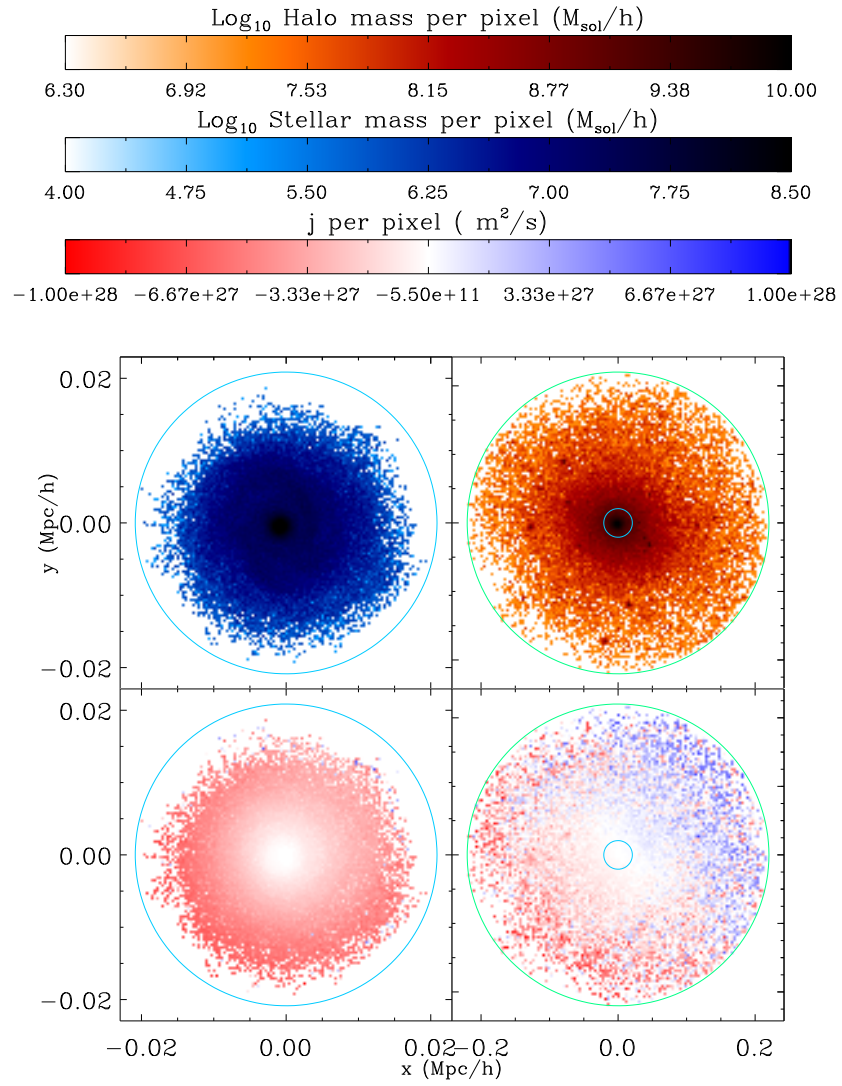 Log10 Halo mass per pixel (Msol/h)
6.30 6.92 7.53 8.15 8.77 9.38 10.00
Log10 Stellar mass per pixel (Msol/h)
4.00 4.75 5.50 6.25 7.00 7.75 8.50
j per pixel ( m²/s)
−1.00e+28 −6.67e+27 −3.33e+27 −5.50e+11 3.33e+27 6.67e+27 1.00e+28
0.02
0.00
−0.02
y (Mpc/h)
0.02
0.00
−0.02
−0.02 0.00 0.02 −0.2 0.0 0.2
x (Mpc/h)